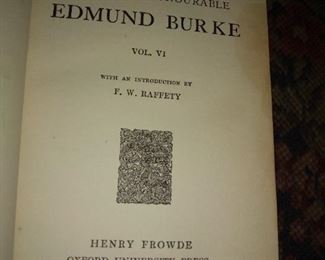 EDMUND BURKE
VOL. VI
WITH AN INTRODUCTION BY
F. W. RAFFETY
HENRY FROWDE
OXFORD UNIVERSITY PRESS